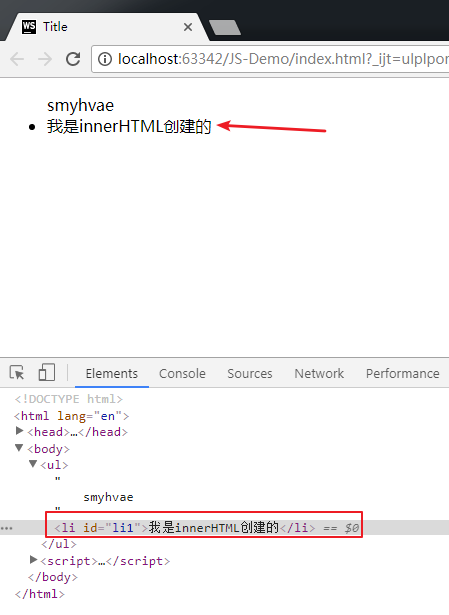 WS Title
localhost:63342/JS-Demo/index.html?_ijt=ulplpor
smyhvae
我是innerHTML创建的
Elements Console Sources Network Performance
<!DOCTYPE html>
<html lang="en">
<head>…</head>
<body>
<ul>
"
smyhvae
"
<li id="li1">我是innerHTML创建的</li> == $0
</ul>
<script>…</script>
</body>
</html>